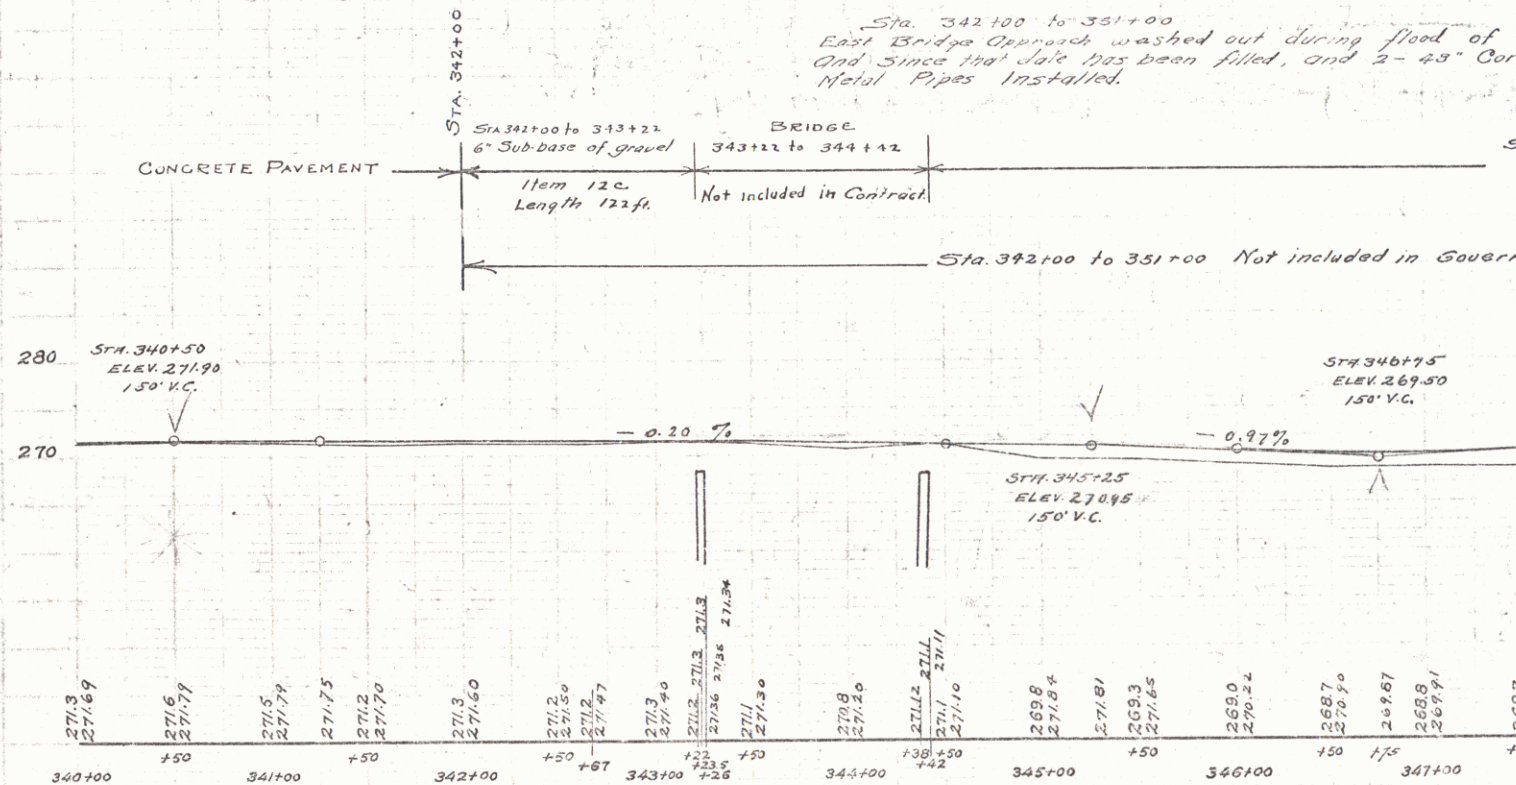 Sta. 342+00 to 351+00
East Bridge Approach washed out during flood of
And Since that date has been filled, and 2-48" Cor
Metal Pipes Installed.
STA. 342+00
STA 342+00 to 343+22
6" Sub-base of gravel
BRIDGE
343+22 to 344+42
S
CONCRETE PAVEMENT
Item 12c
Length 122 ft.
Not included in Contract.
Sta. 342+00 to 351+00 Not included in Govern
280
STA. 340+50
ELEV. 271.90
150' V.C.
STA 346+75
ELEV. 269.50
150' V.C.
270
- 0.20 %
- 0.97%
STA. 345+25
ELEV. 270.95
150' V.C.
271.3
271.69
271.6
271.79
271.5
271.79
271.75
271.2
271.70
271.3
271.60
271.2
271.50
271.2
271.47
271.3
271.40
271.2 271.3 271.3
271.36 271.36 271.34
271.1
271.30
270.8
271.20
271.12 271.1
271.11
271.1
271.10
269.8
271.84
271.81
269.3
271.65
269.0
270.22
268.7
270.90
269.87
268.8
269.91
+50 +50 +50 +67 +22 +23.5 +26 +50 +38 +42 +50 +50 +50 +75
340+00 341+00 342+00 343+00 344+00 345+00 346+00 347+00